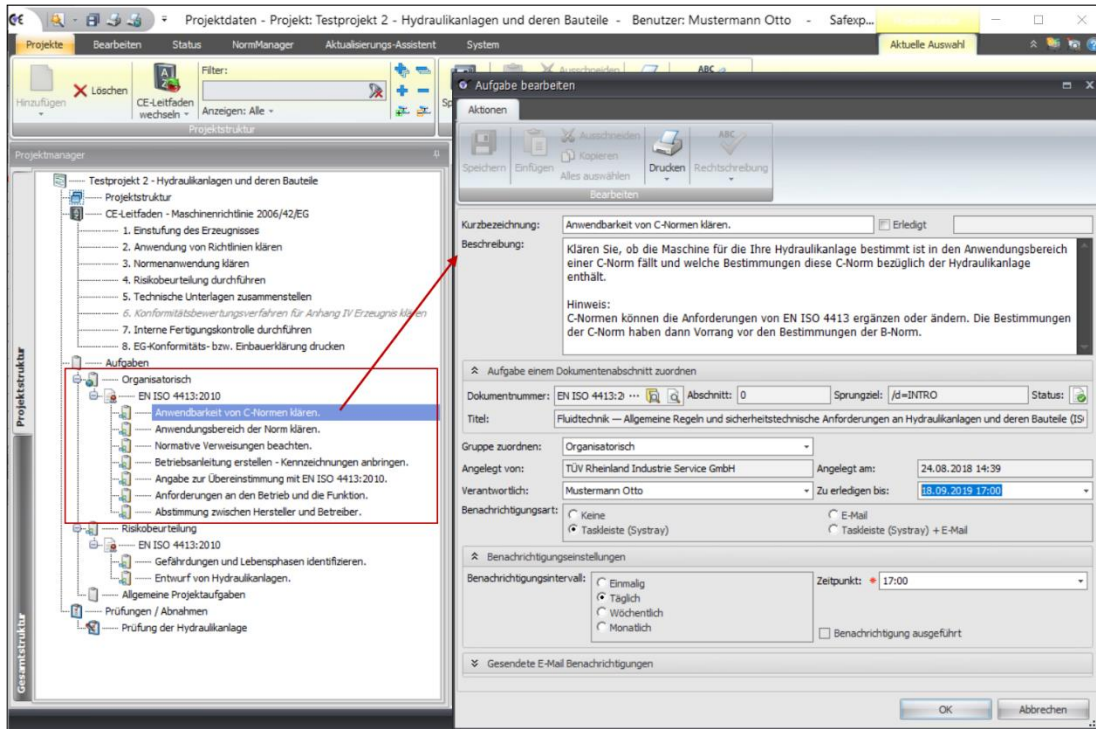 Projektdaten - Projekt: Testprojekt 2 - Hydraulikanlagen und deren Bauteile - Benutzer: Mustermann Otto - Safexp...
Projekte Bearbeiten Status NormManager Aktualisierungs-Assistent System Aktuelle Auswahl
Hinzufügen
Löschen
CE-Leitfaden wechseln
Filter:
Anzeigen: Alle
Projektstruktur
Projektmanager
Testprojekt 2 - Hydraulikanlagen und deren Bauteile
Projektstruktur
CE-Leitfaden - Maschinenrichtlinie 2006/42/EG
1. Einstufung des Erzeugnisses
2. Anwendung von Richtlinien klären
3. Normenanwendung klären
4. Risikobeurteilung durchführen
5. Technische Unterlagen zusammenstellen
6. Konformitätsbewertungsverfahren für Anhang IV Erzeugnis klären
7. Interne Fertigungskontrolle durchführen
8. EG-Konformitäts- bzw. Einbauerklärung drucken
Aufgaben
Organisatorisch
EN ISO 4413:2010
Anwendbarkeit von C-Normen klären.
Anwendungsbereich der Norm klären.
Normative Verweisungen beachten.
Betriebsanleitung erstellen - Kennzeichnungen anbringen.
Angabe zur Übereinstimmung mit EN ISO 4413:2010.
Anforderungen an den Betrieb und die Funktion.
Abstimmung zwischen Hersteller und Betreiber.
Risikobeurteilung
EN ISO 4413:2010
Gefährdungen und Lebensphasen identifizieren.
Entwurf von Hydraulikanlagen.
Allgemeine Projektaufgaben
Prüfungen / Abnahmen
Prüfung der Hydraulikanlage
Projektstruktur
Gesamtstruktur
Aufgabe bearbeiten
Aktionen
Speichern
Einfügen
Ausschneiden
Kopieren
Alles auswählen
Drucken
ABC
Rechtschreibung
Bearbeiten
Kurzbezeichnung: Anwendbarkeit von C-Normen klären. Erledigt
Beschreibung:
Klären Sie, ob die Maschine für die Ihre Hydraulikanlage bestimmt ist in den Anwendungsbereich
einer C-Norm fällt und welche Bestimmungen diese C-Norm bezüglich der Hydraulikanlage
enthält.
Hinweis:
C-Normen können die Anforderungen von EN ISO 4413 ergänzen oder ändern. Die Bestimmungen
der C-Norm haben dann Vorrang vor den Bestimmungen der B-Norm.
Aufgabe einem Dokumentenabschnitt zuordnen
Dokumentnummer: EN ISO 4413:2 ... Abschnitt: 0 Sprungziel: /d=INTRO Status:
Titel: Fluidtechnik — Allgemeine Regeln und sicherheitstechnische Anforderungen an Hydraulikanlagen und deren Bauteile (IS
Gruppe zuordnen: Organisatorisch
Angelegt von: TÜV Rheinland Industrie Service GmbH Angelegt am: 24.08.2018 14:39
Verantwortlich: Mustermann Otto Zu erledigen bis: 18.09.2019 17:00
Benachrichtigungsart: Keine E-Mail
Taskleiste (Systray) Taskleiste (Systray) + E-Mail
Benachrichtigungseinstellungen
Benachrichtigungsintervall: Einmalig Zeitpunkt: 17:00
Täglich
Wöchentlich
Monatlich Benachrichtigung ausgeführt
Gesendete E-Mail Benachrichtigungen
OK Abbrechen